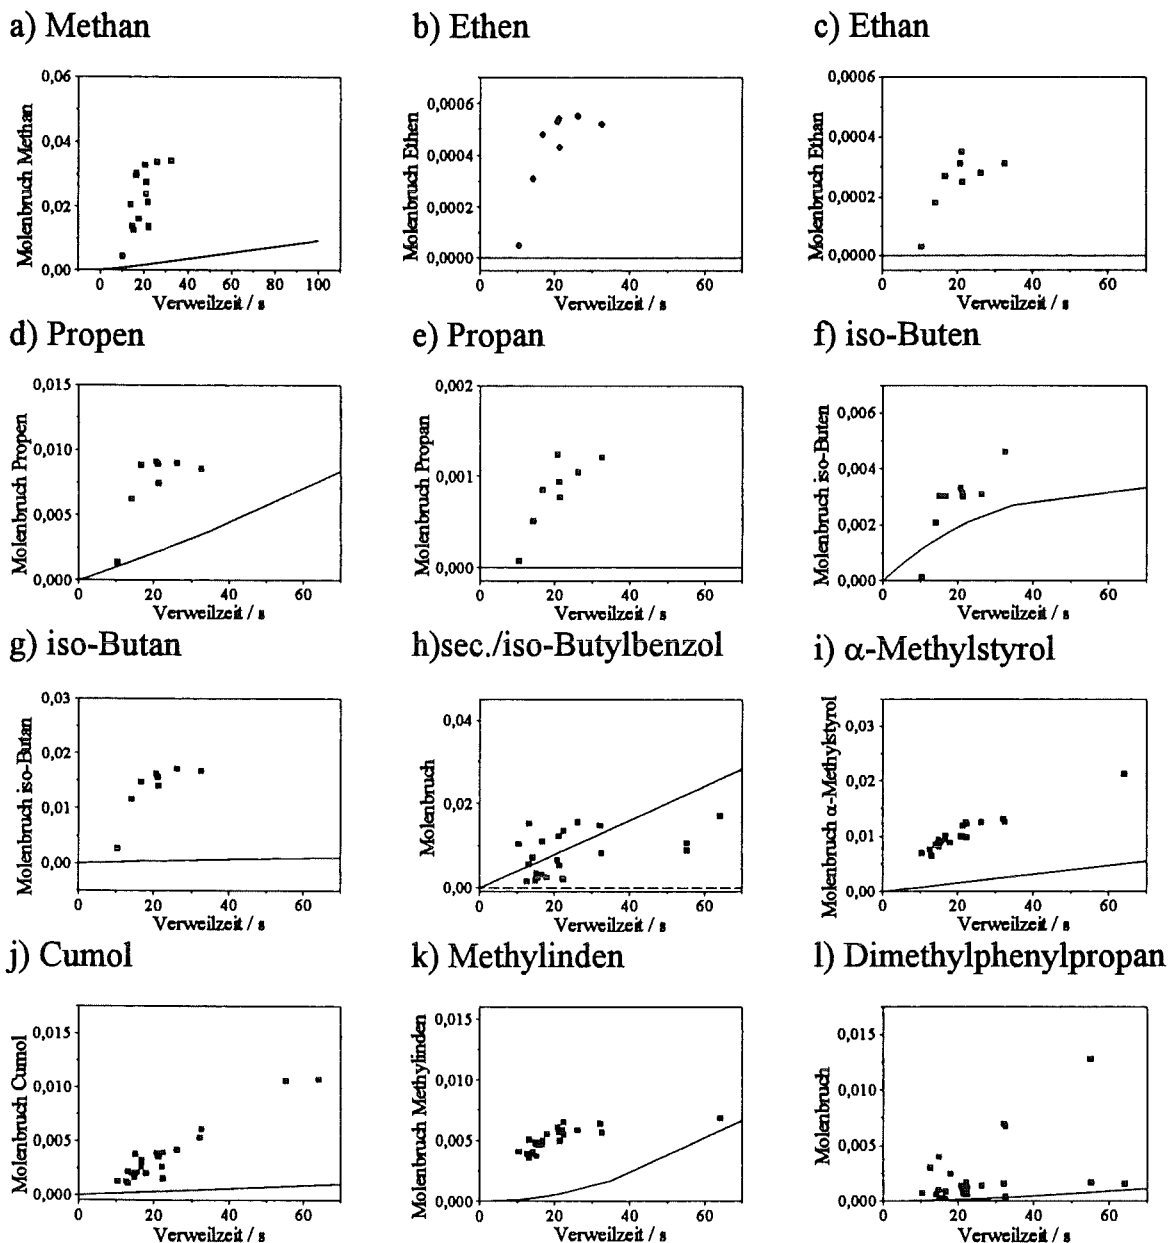 a) Methan
b) Ethen
c) Ethan
0,06
0,04
0,02
0,00
Molenbruch Methan
0 20 40 60 80 100
Verweilzeit / s
0,0006
0,0004
0,0002
0,0000
Molenbruch Ethen
0 20 40 60
Verweilzeit / s
0,0006
0,0004
0,0002
0,0000
Molenbruch Ethan
0 20 40 60
Verweilzeit / s
d) Propen
e) Propan
f) iso-Buten
0,015
0,010
0,005
0,000
Molenbruch Propen
0 20 40 60
Verweilzeit / s
0,002
0,001
0,000
Molenbruch Propan
0 20 40 60
Verweilzeit / s
0,006
0,004
0,002
0,000
Molenbruch iso-Buten
0 20 40 60
Verweilzeit / s
g) iso-Butan
h)sec./iso-Butylbenzol
i) α-Methylstyrol
0,03
0,02
0,01
0,00
Molenbruch iso-Butan
0 20 40 60
Verweilzeit / s
0,04
0,02
0,00
Molenbruch
0 20 40 60
Verweilzeit / s
0,03
0,02
0,01
0,00
Molenbruch α-Methylstyrol
0 20 40 60
Verweilzeit / s
j) Cumol
k) Methylinden
l) Dimethylphenylpropan
0,015
0,010
0,005
0,000
Molenbruch Cumol
0 20 40 60
Verweilzeit / s
0,015
0,010
0,005
0,000
Molenbruch Methylinden
0 20 40 60
Verweilzeit / s
0,015
0,010
0,005
0,000
Molenbruch
0 20 40 60
Verweilzeit / s